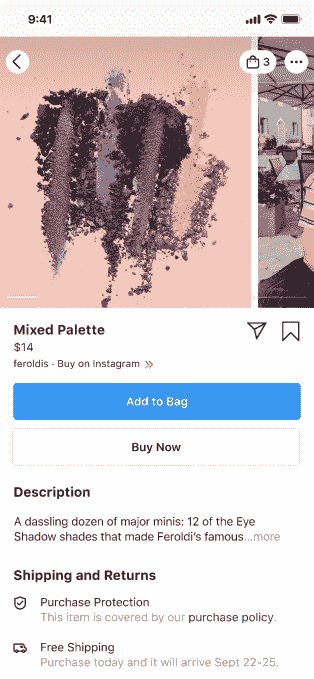 9:41
3
Mixed Palette
$14
feroldis · Buy on Instagram
Add to Bag
Buy Now
Description
A dassling dozen of major minis: 12 of the Eye
Shadow shades that made Feroldi's famous...more
Shipping and Returns
Purchase Protection
This item is covered by our purchase policy.
Free Shipping
Purchase today and it will arrive Sept 22-25.